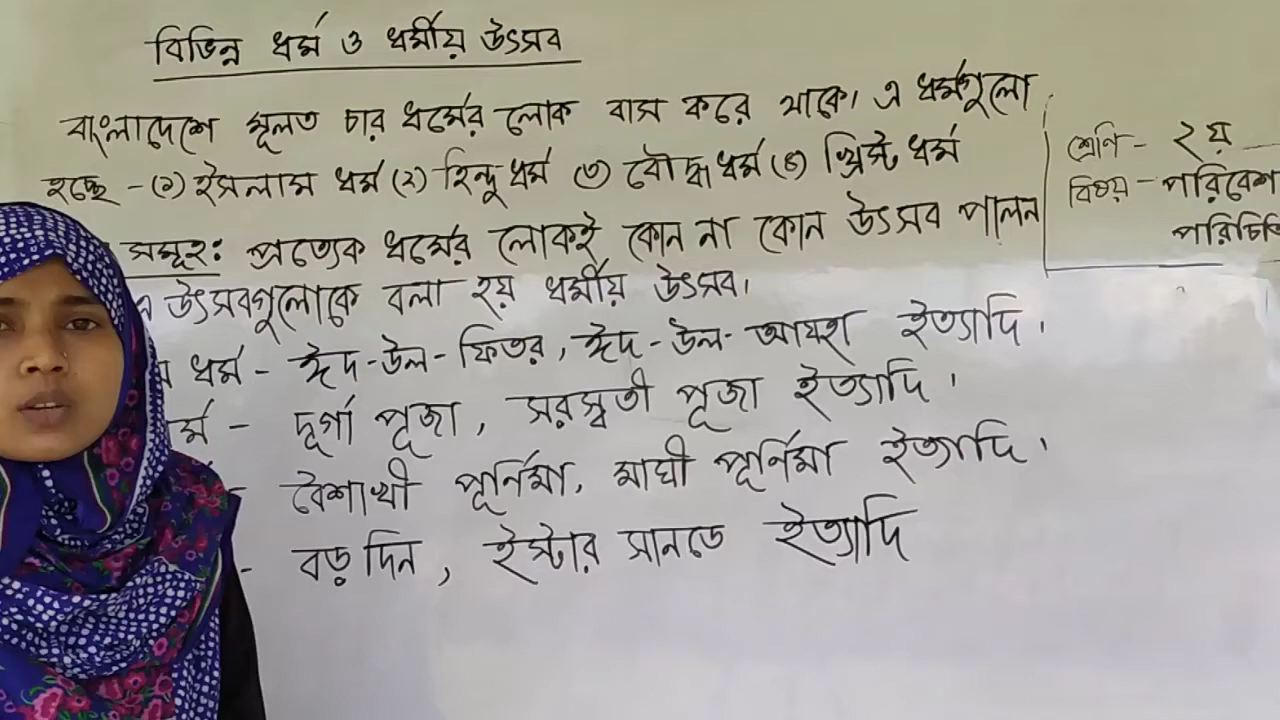 বিভিন্ন ধর্ম ও ধর্মীয় উৎসব
বাংলাদেশে মূলত চার ধর্মের লোক বাস করে থাকে। এ ধর্মগুলো
হচ্ছে - (১) ইসলাম ধর্ম (২) হিন্দু ধর্ম (৩) বৌদ্ধ ধর্ম (৪) খ্রিস্ট ধর্ম
শ্রেণি - ২য়
বিষয় - পরিবেশ
সমূহ: প্রত্যেক ধর্মের লোকই কোন না কোন উৎসব পালন
এ উৎসবগুলোকে বলা হয় ধর্মীয় উৎসব।
ধর্ম - ঈদ-উল-ফিতর, ঈদ-উল-আযহা ইত্যাদি।
- দূর্গা পূজা, সরস্বতী পূজা ইত্যাদি।
- বৈশাখী পূর্নিমা, মাঘী পূর্নিমা ইত্যাদি।
- বড় দিন, ইস্টার সানডে ইত্যাদি